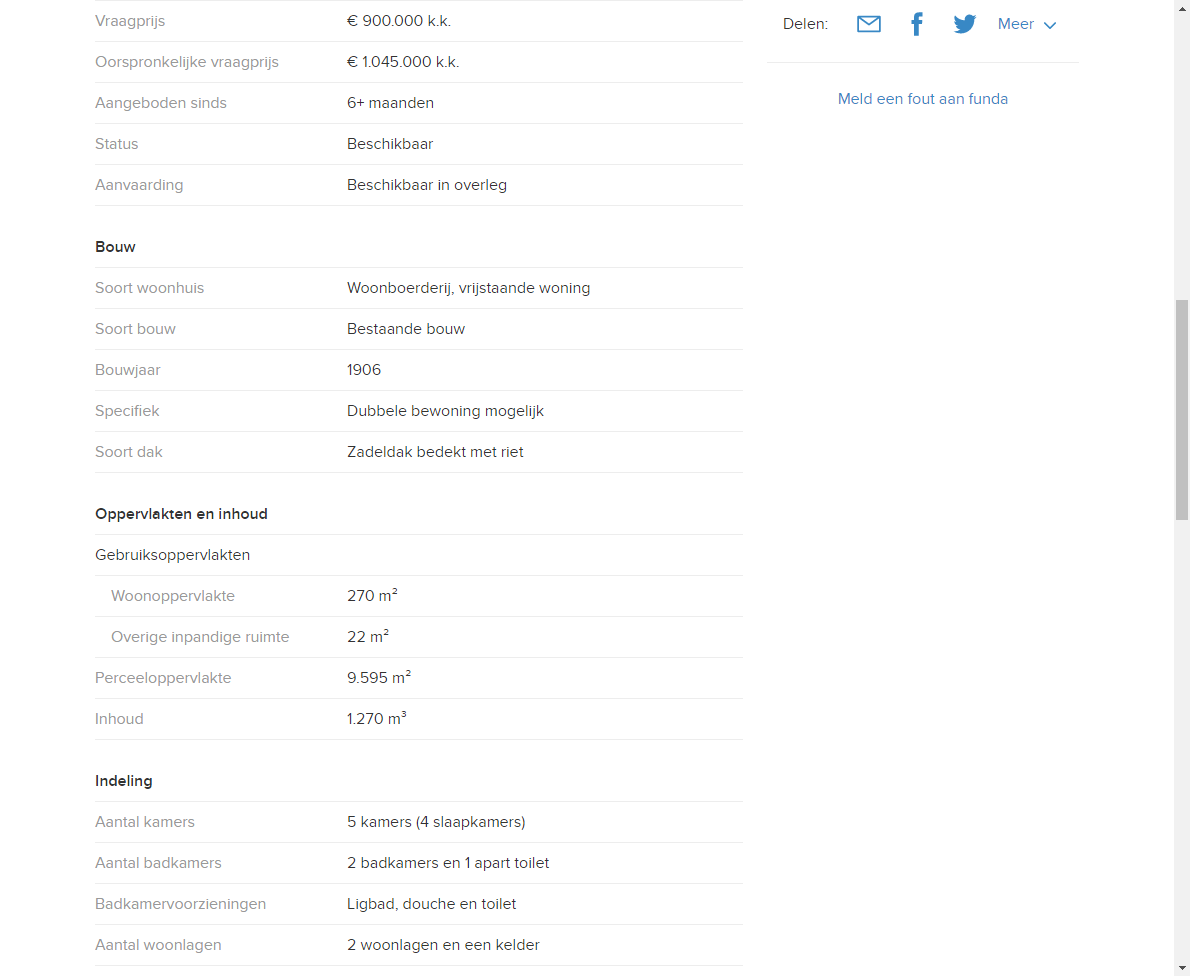 Vraagprijs € 900.000 k.k.
Oorspronkelijke vraagprijs € 1.045.000 k.k.
Aangeboden sinds 6+ maanden
Status Beschikbaar
Aanvaarding Beschikbaar in overleg
Bouw
Soort woonhuis Woonboerderij, vrijstaande woning
Soort bouw Bestaande bouw
Bouwjaar 1906
Specifiek Dubbele bewoning mogelijk
Soort dak Zadeldak bedekt met riet
Oppervlakten en inhoud
Gebruiksoppervlakten
Woonoppervlakte 270 m²
Overige inpandige ruimte 22 m²
Perceeloppervlakte 9.595 m²
Inhoud 1.270 m³
Indeling
Aantal kamers 5 kamers (4 slaapkamers)
Aantal badkamers 2 badkamers en 1 apart toilet
Badkamervoorzieningen Ligbad, douche en toilet
Aantal woonlagen 2 woonlagen en een kelder
Delen: Meer
Meld een fout aan funda